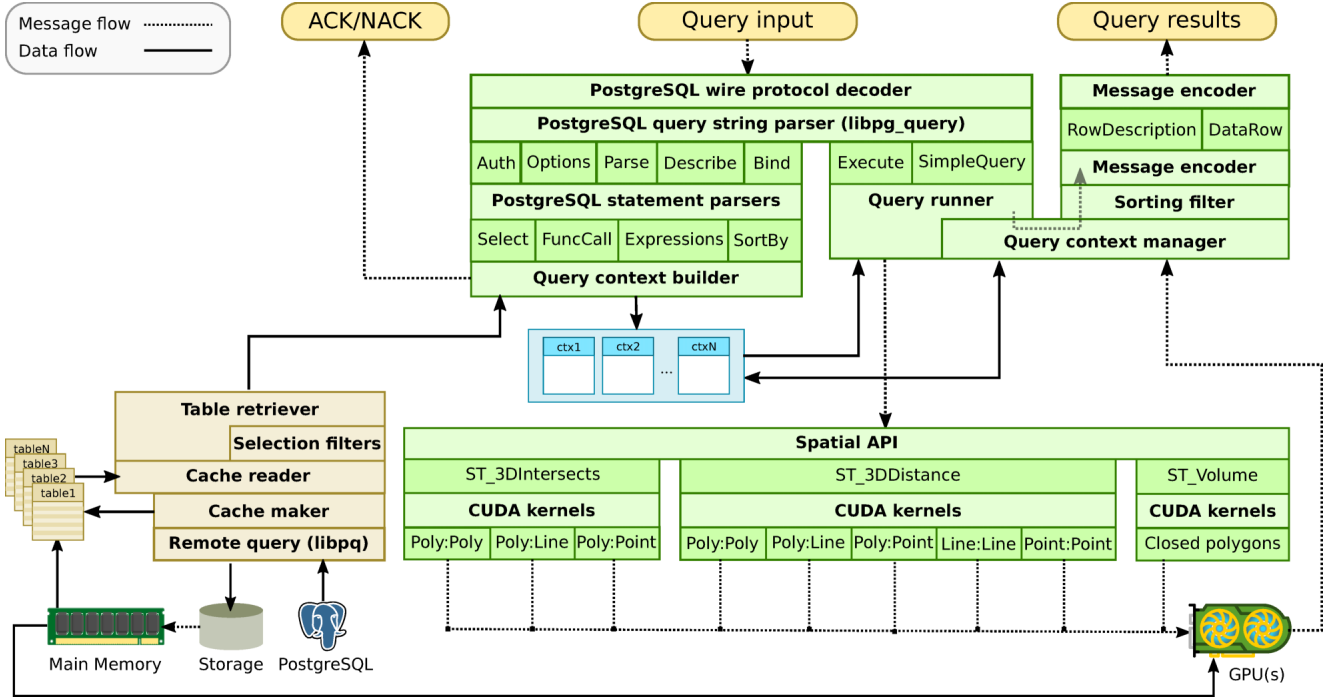 Message flow
Data flow
ACK/NACK
Query input
Query results
PostgreSQL wire protocol decoder
PostgreSQL query string parser (libpg_query)
Auth Options Parse Describe Bind
Execute SimpleQuery
PostgreSQL statement parsers
Query runner
Select FuncCall Expressions SortBy
Query context builder
Message encoder
RowDescription DataRow
Message encoder
Sorting filter
Query context manager
ctx1 ctx2 ... ctxN
Table retriever
Selection filters
Cache reader
Cache maker
Remote query (libpq)
tableN
table3
table2
table1
Spatial API
ST_3DIntersects ST_3DDistance ST_Volume
CUDA kernels CUDA kernels CUDA kernels
Poly:Poly Poly:Line Poly:Point Poly:Poly Poly:Line Poly:Point Line:Line Point:Point Closed polygons
Main Memory Storage PostgreSQL GPU(s)